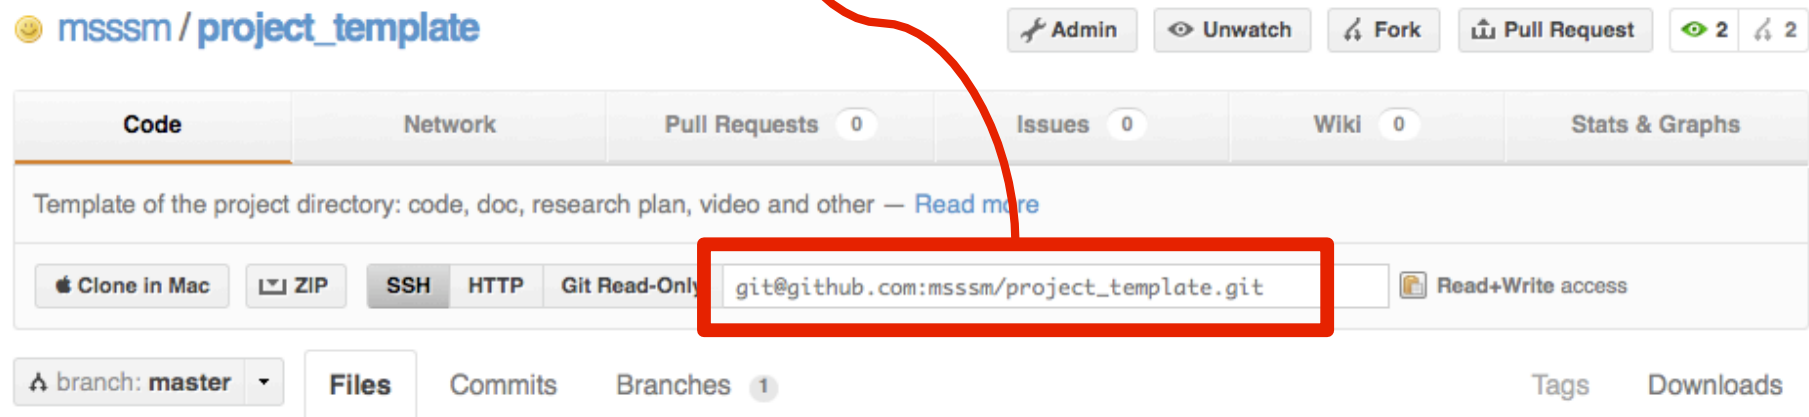 msssm / project_template
Admin Unwatch Fork Pull Request 2 2
Code Network Pull Requests 0 Issues 0 Wiki 0 Stats & Graphs
Template of the project directory: code, doc, research plan, video and other — Read more
Clone in Mac ZIP SSH HTTP Git Read-Only git@github.com:msssm/project_template.git Read+Write access
branch: master Files Commits Branches 1 Tags Downloads